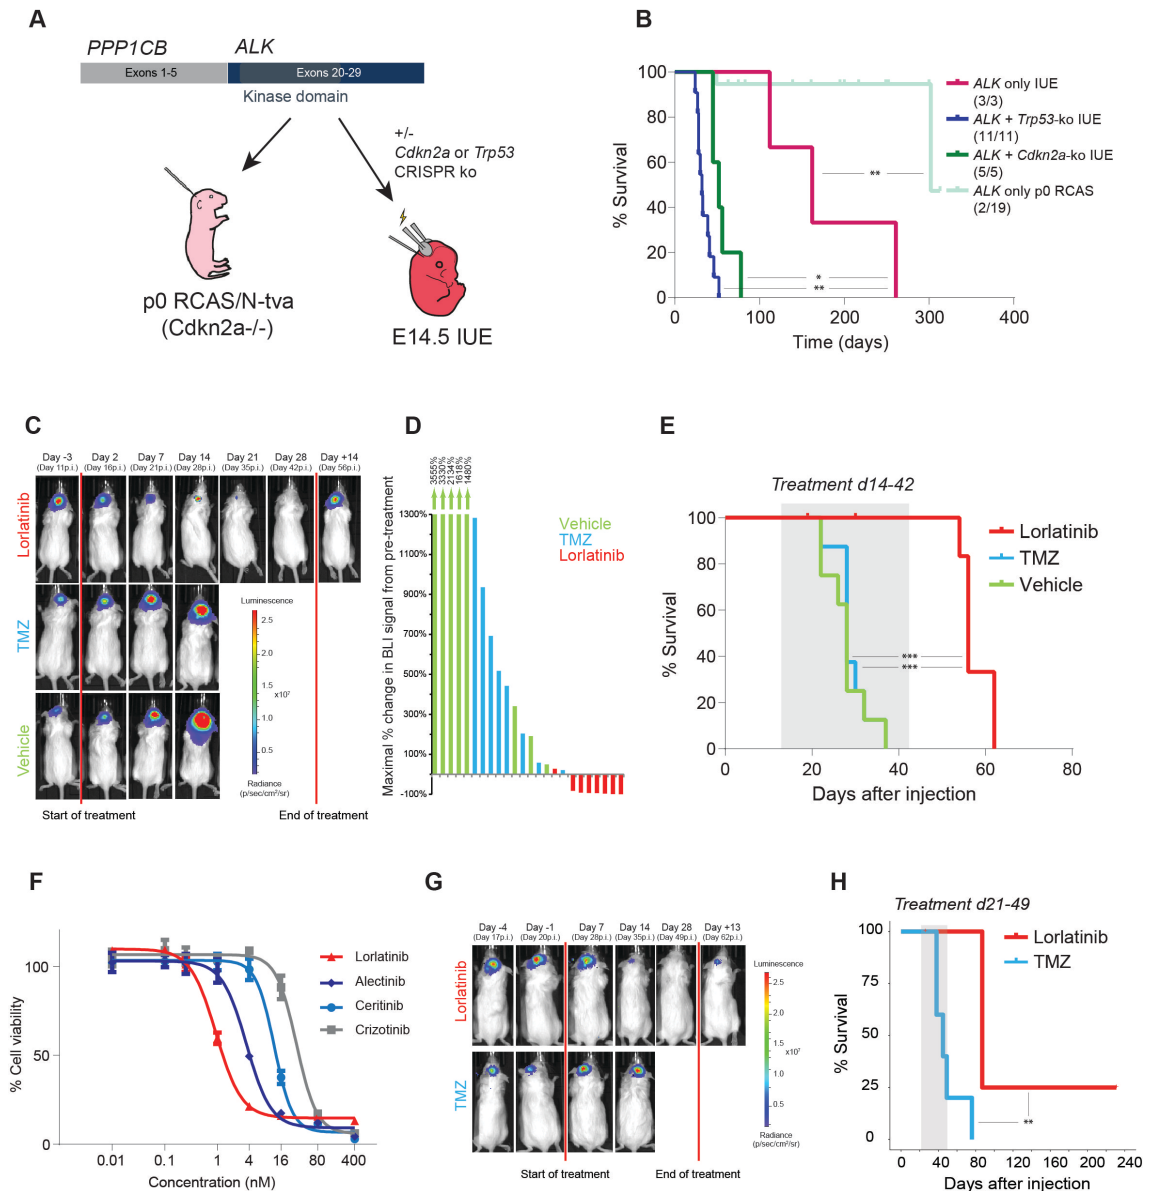 A
PPP1CB
ALK
Exons 1-5
Exons 20-29
Kinase domain
+/-
Cdkn2a or Trp53
CRISPR ko
p0 RCAS/N-tva
(Cdkn2a-/-)
E14.5 IUE
B
% Survival
100
80
60
40
20
0
0
100
200
300
400
Time (days)
**
*
**
ALK only IUE
(3/3)
ALK + Trp53-ko IUE
(11/11)
ALK + Cdkn2a-ko IUE
(5/5)
ALK only p0 RCAS
(2/19)
C
Day -3
(Day 11p.i.)
Day 2
(Day 16p.i.)
Day 7
(Day 21p.i.)
Day 14
(Day 28p.i.)
Day 21
(Day 35p.i.)
Day 28
(Day 42p.i.)
Day +14
(Day 56p.i.)
Lorlatinib
TMZ
Vehicle
Luminescence
2.5
2.0
1.5
x10⁷
1.0
0.5
Radiance
(p/sec/cm²/sr)
Start of treatment
End of treatment
D
3555%
3330%
2134%
1618%
1480%
Maximal % change in BLI signal from pre-treatment
1300%
1100%
900%
700%
500%
300%
100%
-100%
Vehicle
TMZ
Lorlatinib
E
Treatment d14-42
% Survival
100
80
60
40
20
0
0
20
40
60
80
Days after injection
***
***
Lorlatinib
TMZ
Vehicle
F
% Cell viability
100
50
0
0.01
0.1
1
4
16
80
400
Concentration (nM)
Lorlatinib
Alectinib
Ceritinib
Crizotinib
G
Day -4
(Day 17p.i.)
Day -1
(Day 20p.i.)
Day 7
(Day 28p.i.)
Day 14
(Day 35p.i.)
Day 28
(Day 49p.i.)
Day +13
(Day 62p.i.)
Lorlatinib
TMZ
Luminescence
2.5
2.0
1.5
x10⁷
1.0
0.5
Radiance
(p/sec/cm²/sr)
Start of treatment
End of treatment
H
Treatment d21-49
% Survival
100
75
50
25
0
0
40
80
120
160
200
240
Days after injection
**
Lorlatinib
TMZ